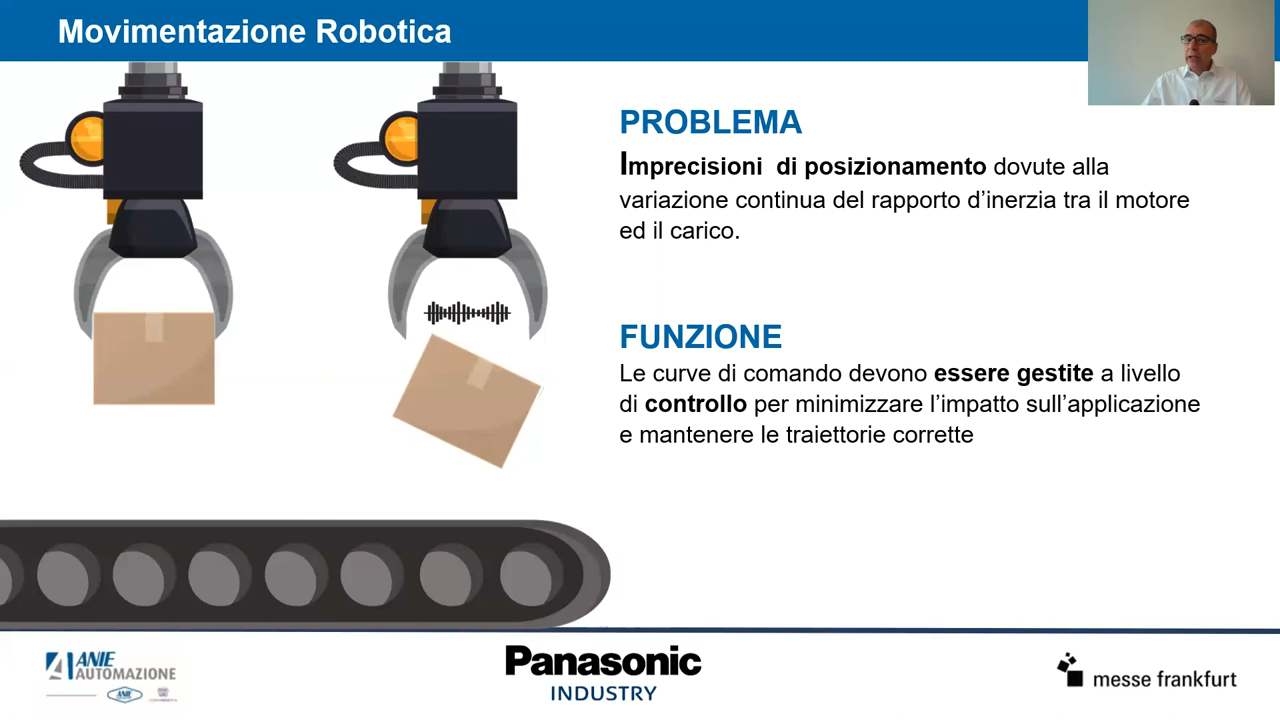 Movimentazione Robotica
PROBLEMA
Imprecisioni di posizionamento dovute alla
variazione continua del rapporto d’inerzia tra il motore
ed il carico.
FUNZIONE
Le curve di comando devono essere gestite a livello
di controllo per minimizzare l’impatto sull’applicazione
e mantenere le traiettorie corrette
ANIE
AUTOMAZIONE
ANIE
Panasonic
INDUSTRY
messe frankfurt